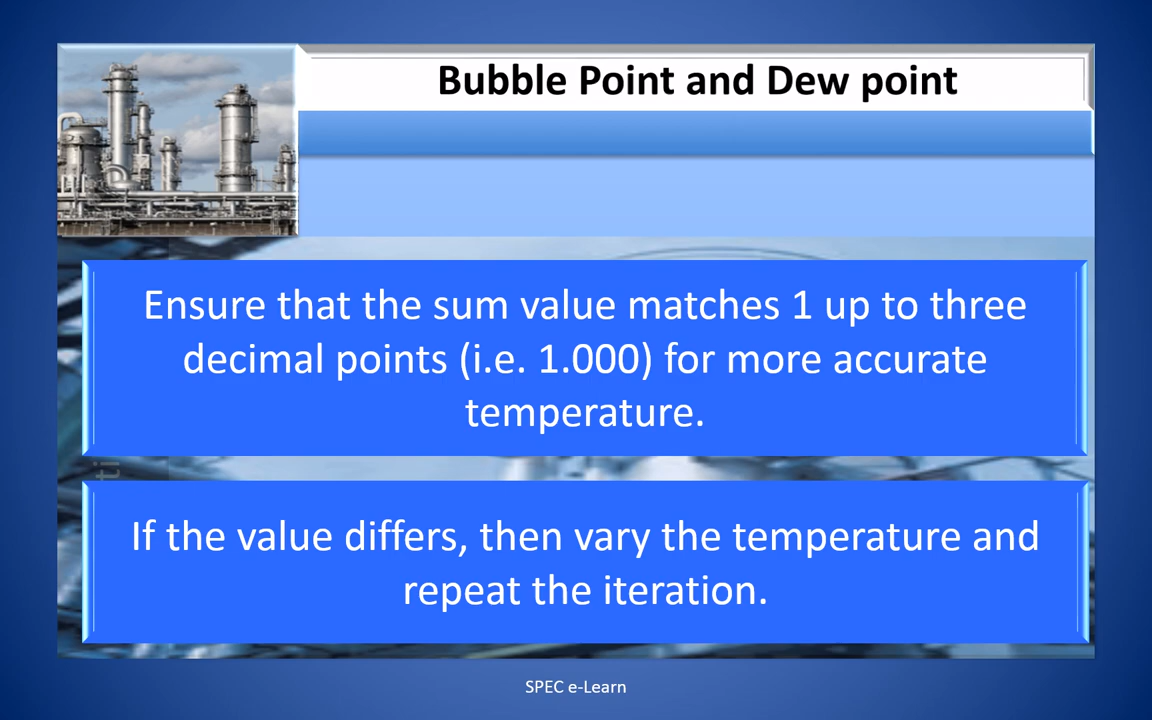 Bubble Point and Dew point
Ensure that the sum value matches 1 up to three
decimal points (i.e. 1.000) for more accurate
temperature.
If the value differs, then vary the temperature and
repeat the iteration.
SPEC e-Learn